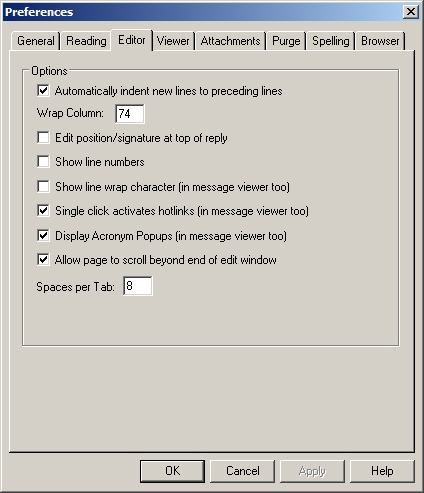 Preferences
General Reading Editor Viewer Attachments Purge Spelling Browser
Options
Automatically indent new lines to preceding lines
Wrap Column: 74
Edit position/signature at top of reply
Show line numbers
Show line wrap character (in message viewer too)
Single click activates hotlinks (in message viewer too)
Display Acronym Popups (in message viewer too)
Allow page to scroll beyond end of edit window
Spaces per Tab: 8
OK Cancel Apply Help